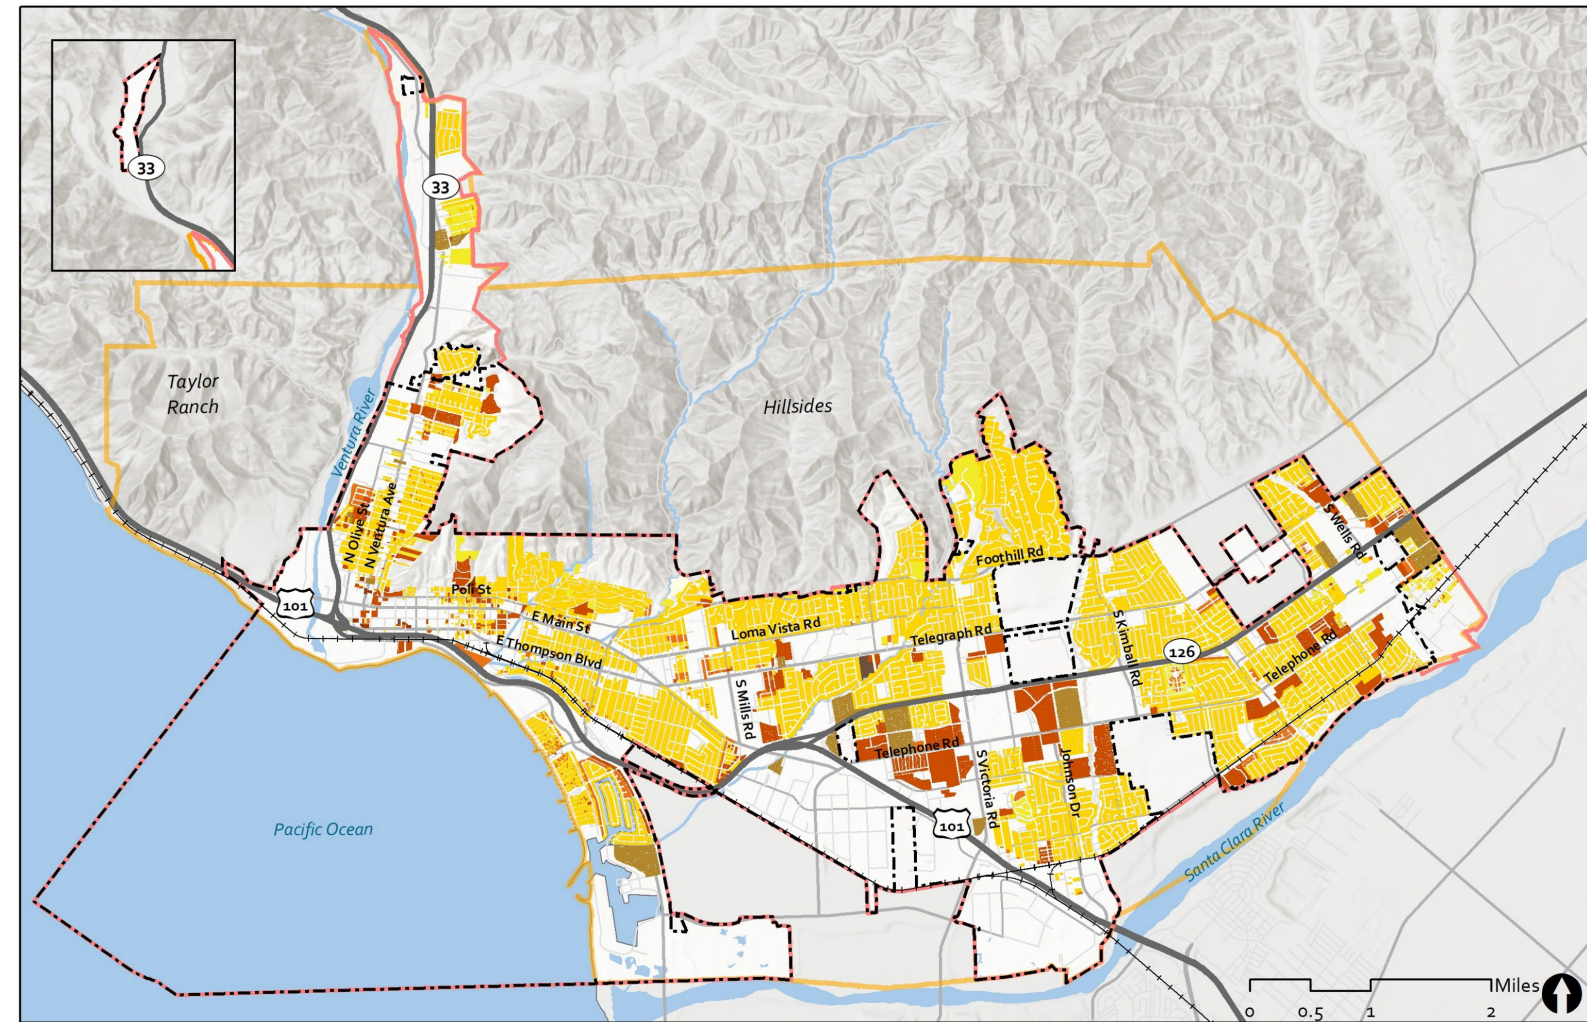 33
33
Taylor
Ranch
Hillsides
Ventura River
N Olive St
N Ventura Ave
S Wells Rd
Foothill Rd
101
Poli St
E Main St
Loma Vista Rd
Telegraph Rd
S Kimball Rd
E Thompson Blvd
126
Telephone Rd
S Mills Rd
Telephone Rd
S Victoria Rd
Johnson Dr
101
Pacific Ocean
Santa Clara River
Miles
0 0.5 1 2